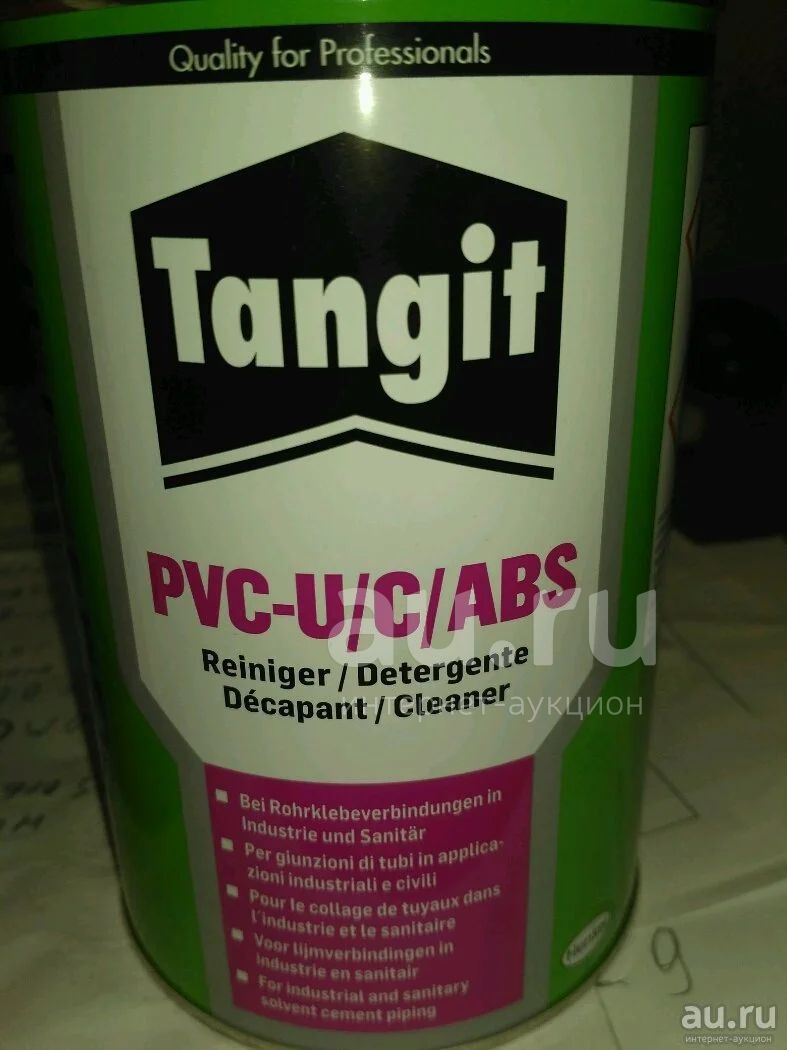 Quality for Professionals
Tangit
PVC-U/C/ABS
Reiniger / Detergente
Décapant / Cleaner
Bei Rohrklebeverbindungen in
Industrie und Sanitär
Per giunzioni di tubi in applica-
zioni industriali e civili
Pour le collage de tuyaux dans
l'industrie et le sanitaire
Voor lijmverbindingen in
industrie en sanitair
For industrial and sanitary
solvent cement piping
Henkel
9
au.ru
интернет-аукцион
au.ru
интернет-аукцион